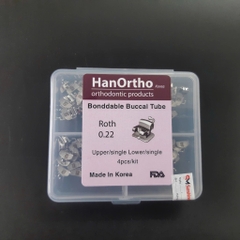 HanOrtho
orthodontic products
Bonddable Buccal Tube
Roth
0.22
Upper/single Lower/single
4pcs/kit
Made In Korea
FDA